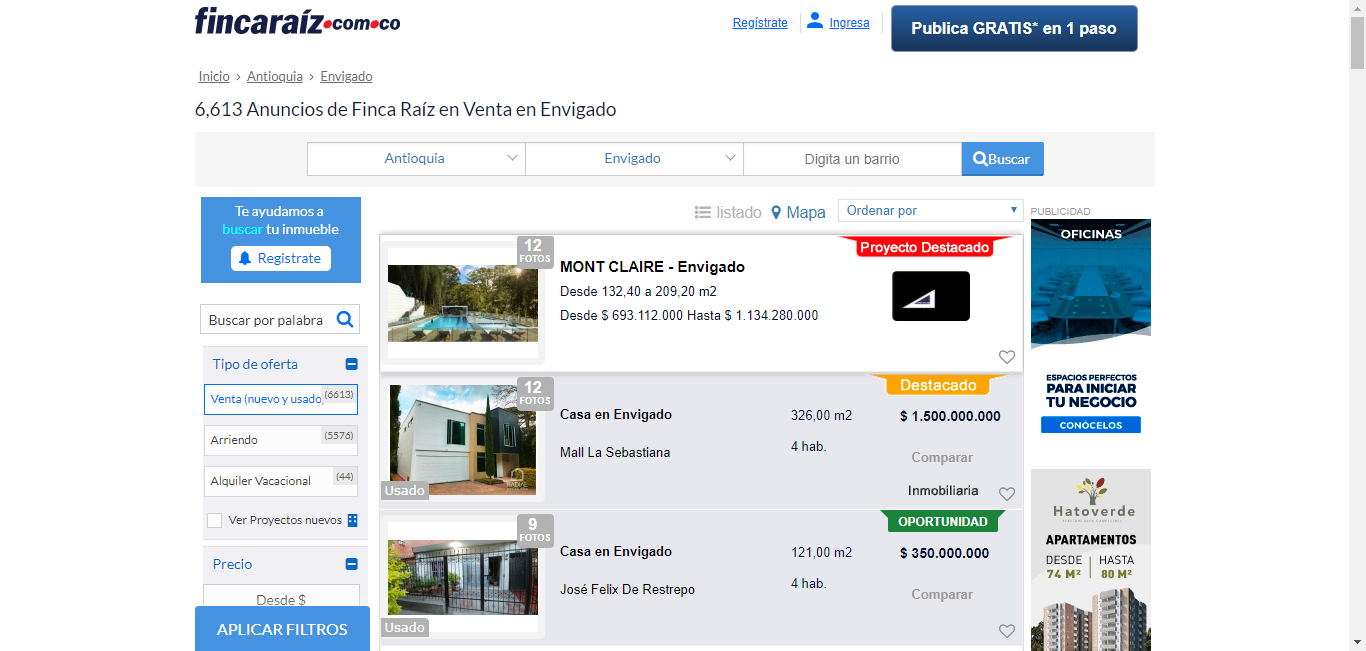 fincaraíz.com.co
Regístrate
Ingresa
Publica GRATIS* en 1 paso
Inicio › Antioquia › Envigado
6,613 Anuncios de Finca Raíz en Venta en Envigado
Antioquia
Envigado
Digita un barrio
Buscar
Te ayudamos a
buscar tu inmueble
Registrate
Buscar por palabra
Tipo de oferta
Venta (nuevo y usado
(6613)
Arriendo
(5576)
Alquiler Vacacional
(44)
Ver Proyectos nuevos
Precio
Desde $
APLICAR FILTROS
listado
Mapa
Ordenar por
12
FOTOS
MONT CLAIRE - Envigado
Desde 132,40 a 209,20 m2
Desde $ 693.112.000 Hasta $ 1.134.280.000
Proyecto Destacado
12
FOTOS
Usado
Casa en Envigado
Mall La Sebastiana
326,00 m2
4 hab.
Destacado
$ 1.500.000.000
Comparar
Inmobiliaria
9
FOTOS
Usado
Casa en Envigado
José Felix De Restrepo
121,00 m2
4 hab.
OPORTUNIDAD
$ 350.000.000
Comparar
PUBLICIDAD
OFICINAS
ESPACIOS PERFECTOS
PARA INICIAR
TU NEGOCIO
CONÓCELOS
Hatoverde
APARTAMENTOS
DESDE
74 M²
HASTA
80 M²